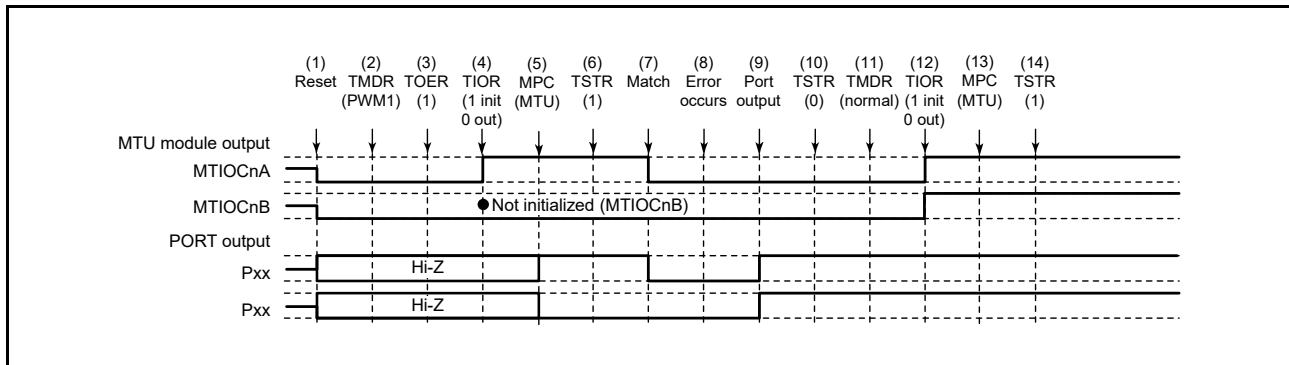 (1) (2) (3) (4) (5) (6) (7) (8) (9) (10) (11) (12) (13) (14)
Reset TMDR TOER TIOR MPC TSTR Match Error Port TSTR TMDR TIOR MPC TSTR
(PWM1) (1) (1 init (MTU) (1) occurs output (0) (normal) (1 init (MTU) (1)
0 out) 0 out)
MTU module output
MTIOCnA
MTIOCnB Not initialized (MTIOCnB)
PORT output
Pxx Hi-Z
Pxx Hi-Z